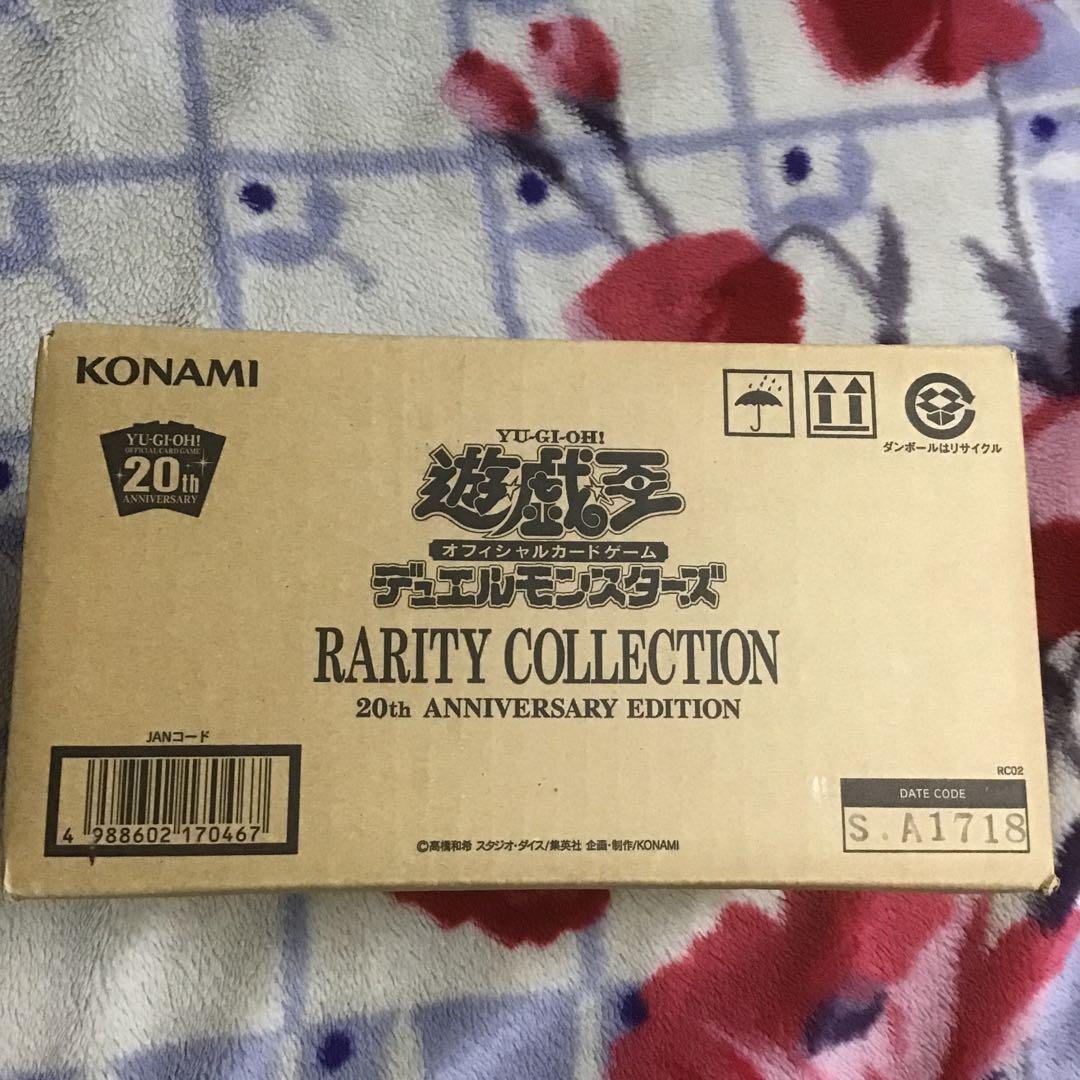 KONAMI
YU-GI-OH!
OFFICIAL CARD GAME
20th
ANNIVERSARY
ダンボールはリサイクル
YU-GI-OH!
遊戯王
オフィシャルカードゲーム
デュエルモンスターズ
RARITY COLLECTION
20th ANNIVERSARY EDITION
JANコード
4 988602 170467
RC02
DATE CODE
S.A1718
©高橋和希 スタジオ・ダイス/集英社 企画・制作/KONAMI